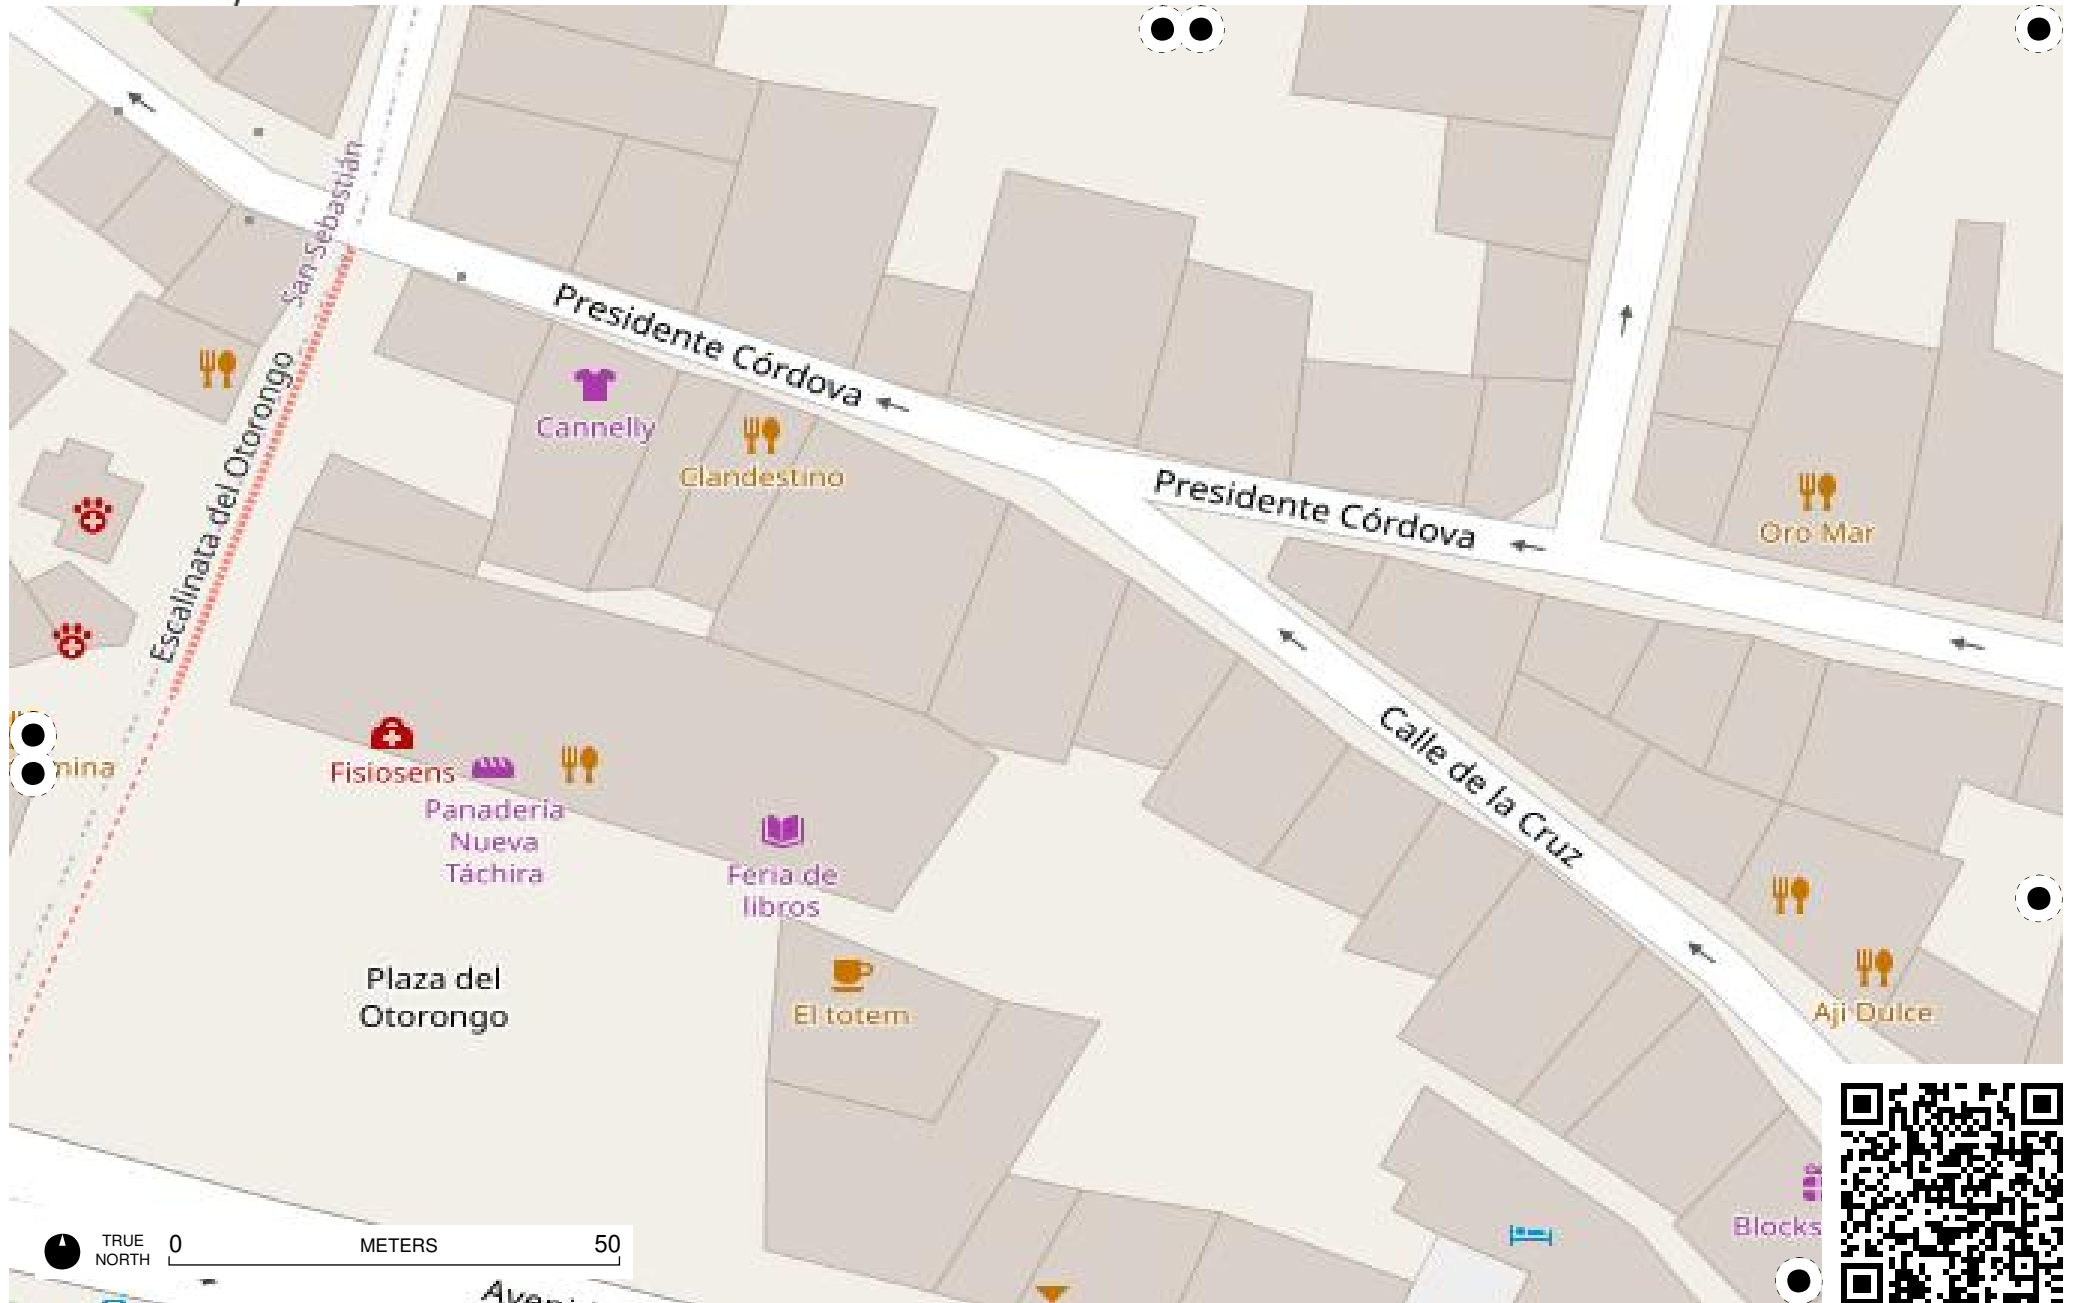 San Sebastián
Presidente Córdova
Escalinata del Otorongo
Cannelly
Clandestino
Presidente Córdova
Oro Mar
Calle de la Cruz
Fisiosens
Panadería
Nueva
Táchira
Feria de
libros
Plaza del
Otorongo
El totem
Aji Dulce
Blocks
TRUE
NORTH
0
METERS
50